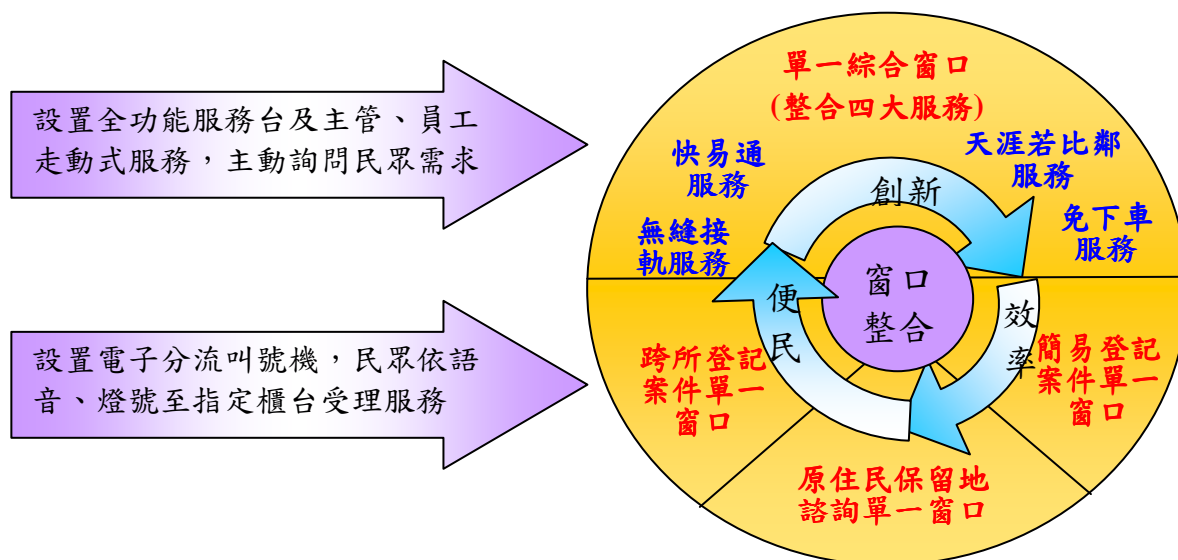 設置全功能服務台及主管、員工
走動式服務，主動詢問民眾需求
設置電子分流叫號機，民眾依語
音、燈號至指定櫃台受理服務
單一綜合窗口
(整合四大服務)
快易通
服務
天涯若比鄰
服務
無縫接
軌服務
免下車
服務
創新
效率
便民
窗口
整合
跨所登記
案件單一
窗口
簡易登記
案件單一
窗口
原住民保留地
諮詢單一窗口